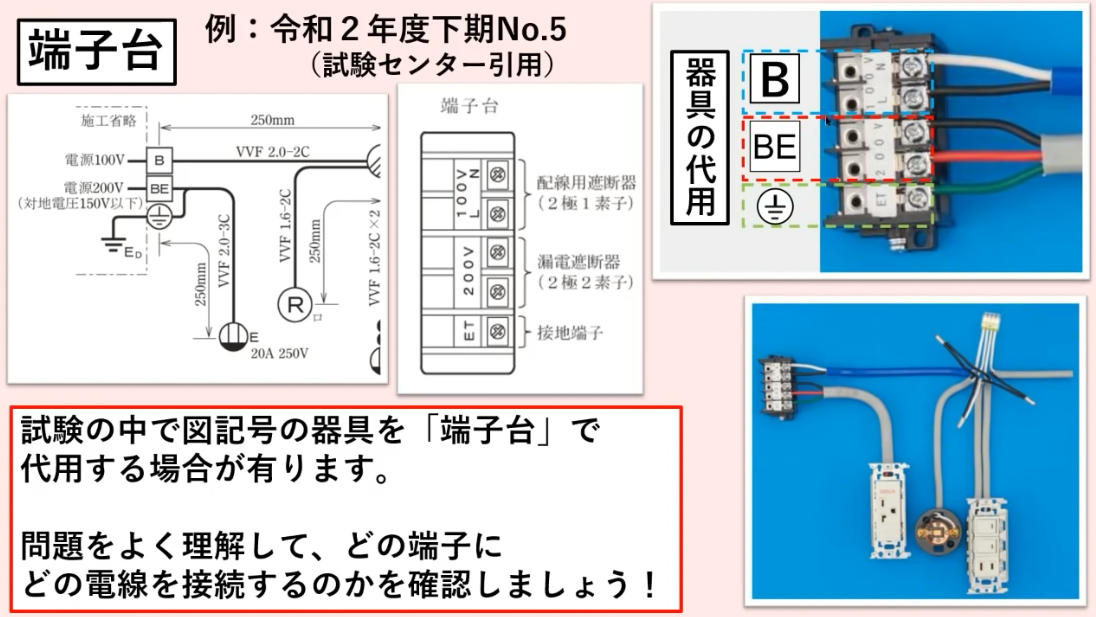 端子台
例：令和２年度下期No.5
（試験センター引用）
施工省略
250mm
電源100V
B
VVF 2.0-2C
電源200V
BE
（対地電圧150V以下）
E_D
250mm
VVF 2.0-3C
VVF 1.6-2C
250mm
VVF 1.6-2C×2
R
イ
E
20A 250V
端子台
100V
N
L
200V
ET
配線用遮断器
（２極１素子）
漏電遮断器
（２極２素子）
接地端子
器具の代用
B
BE
100V
N
L
200V
ET
試験の中で図記号の器具を「端子台」で
代用する場合が有ります。
問題をよく理解して、どの端子に
どの電線を接続するのかを確認しましょう！